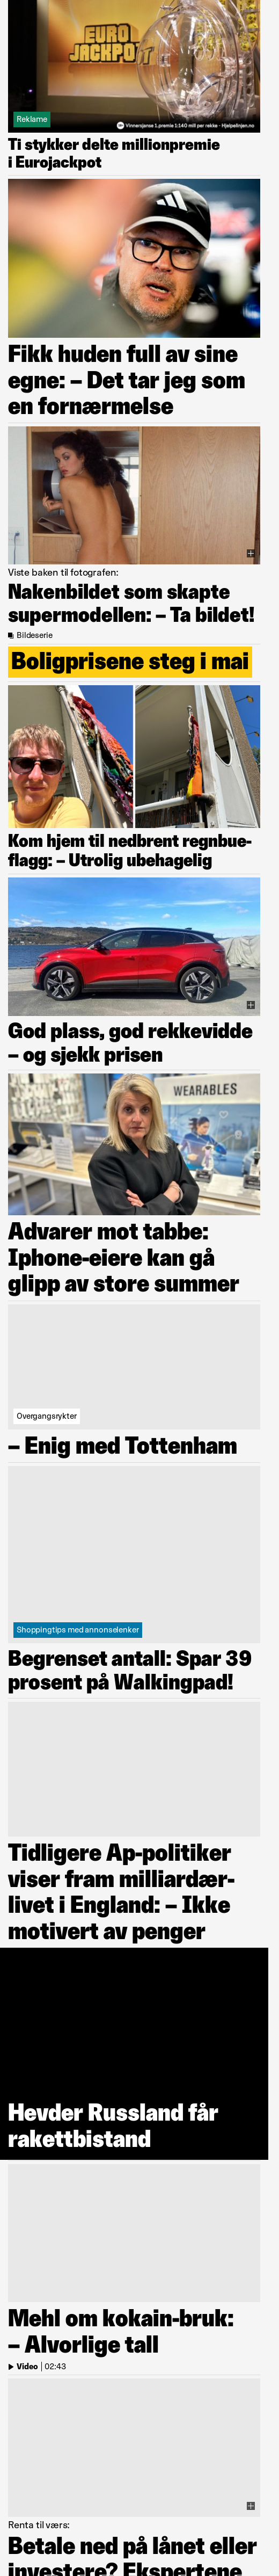 EURO
JACKPOT
Reklame
Vinnersjanse 1.premie 1:140 mill per rekke - Hjelpelinjen.no
Ti stykker delte millionpremie
i Eurojackpot
Fikk huden full av sine
egne: – Det tar jeg som
en fornærmelse
Viste baken til fotografen:
Nakenbildet som skapte
supermodellen: – Ta bildet!
Bildeserie
Boligprisene steg i mai
Kom hjem til nedbrent regnbue-
flagg: – Utrolig ubehagelig
God plass, god rekkevidde
– og sjekk prisen
WEARABLES
Advarer mot tabbe:
Iphone-eiere kan gå
glipp av store summer
Overgangsrykter
– Enig med Tottenham
Shoppingtips med annonselenker
Begrenset antall: Spar 39
prosent på Walkingpad!
Tidligere Ap-politiker
viser fram milliardær-
livet i England: – Ikke
motivert av penger
Hevder Russland får
rakettbistand
Mehl om kokain-bruk:
– Alvorlige tall
Video | 02:43
Renta til værs:
Betale ned på lånet eller
investere? Ekspertene